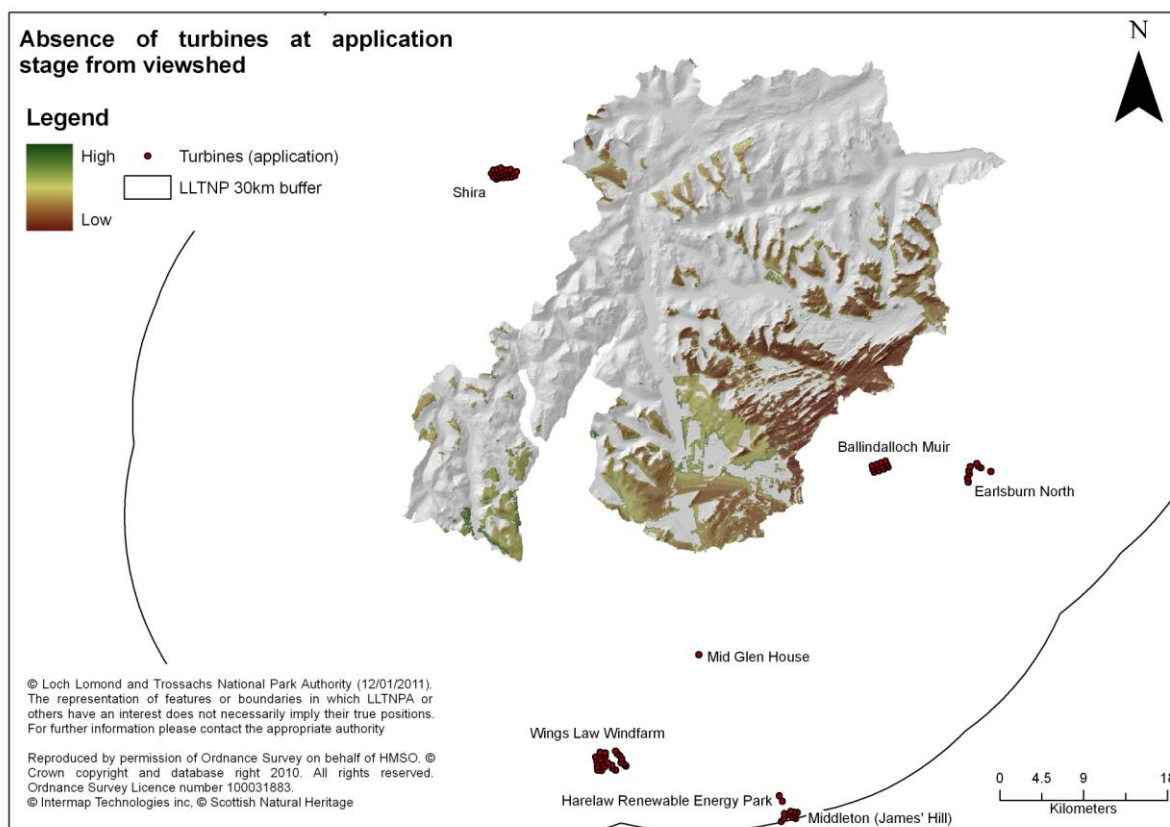 Absence of turbines at application
stage from viewshed
N
Legend
High
Low
Turbines (application)
LLTNP 30km buffer
Shira
Ballindalloch Muir
Earlsburn North
Mid Glen House
Wings Law Windfarm
Harelaw Renewable Energy Park
Middleton (James' Hill)
© Loch Lomond and Trossachs National Park Authority (12/01/2011).
The representation of features or boundaries in which LLTNPA or
others have an interest does not necessarily imply their true positions.
For further information please contact the appropriate authority
Reproduced by permission of Ordnance Survey on behalf of HMSO. ©
Crown copyright and database right 2010. All rights reserved.
Ordnance Survey Licence number 100031883.
© Intermap Technologies inc, © Scottish Natural Heritage
0 4.5 9 18
Kilometers